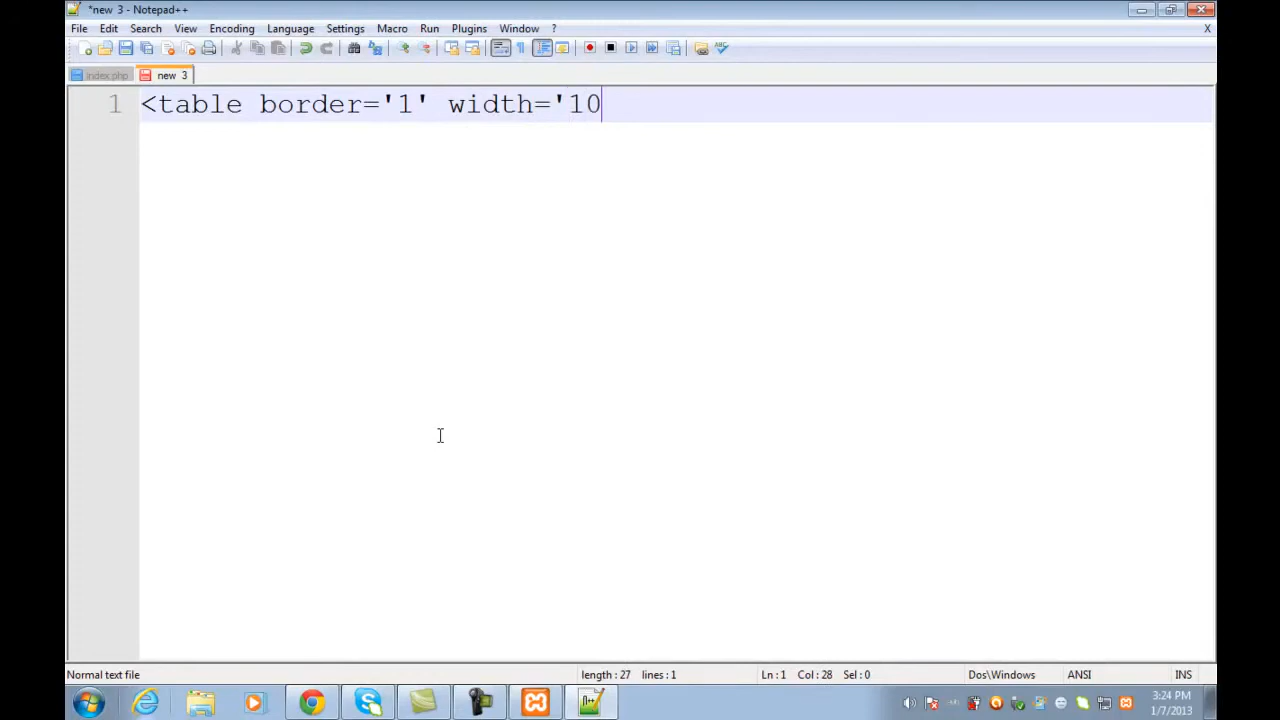 *new 3 - Notepad++
File Edit Search View Encoding Language Settings Macro Run Plugins Window ? X
index.php new 3
1 <table border='1' width='10
Normal text file length : 27 lines : 1 Ln : 1 Col : 28 Sel : 0 Dos\Windows ANSI INS
3:24 PM
1/7/2013